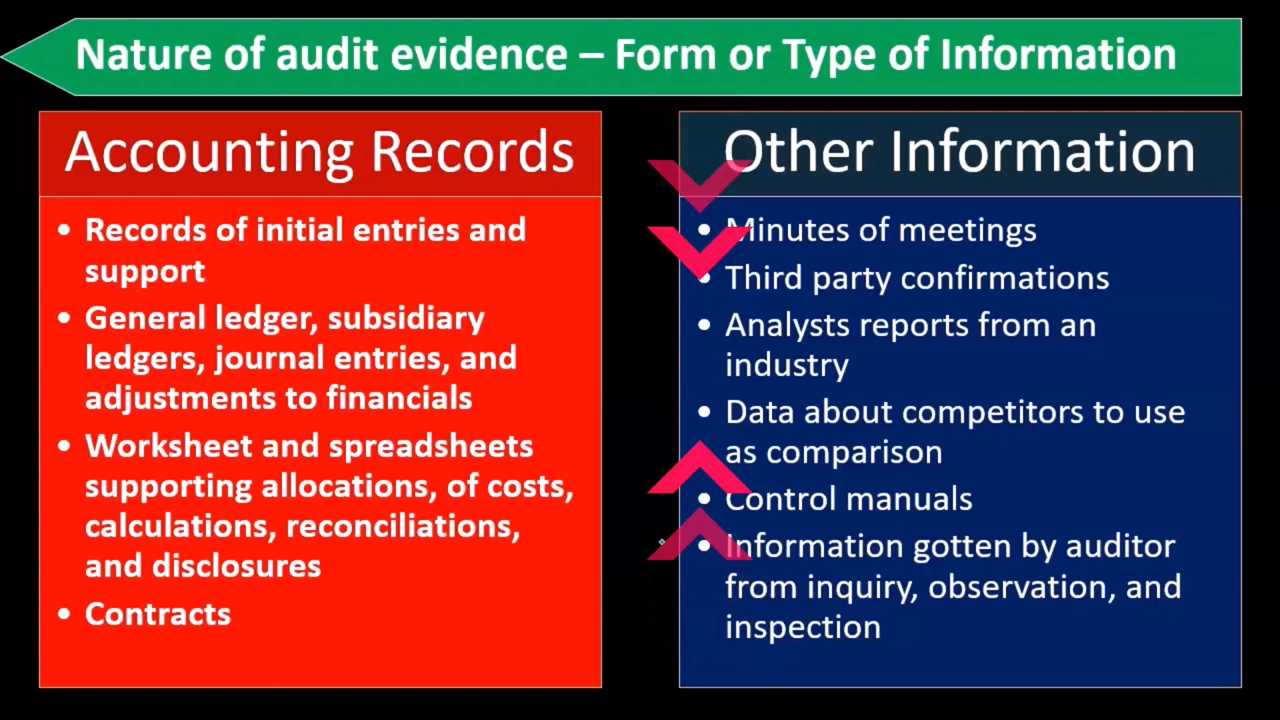 Nature of audit evidence – Form or Type of Information
Accounting Records
• Records of initial entries and
support
• General ledger, subsidiary
ledgers, journal entries, and
adjustments to financials
• Worksheet and spreadsheets
supporting allocations, of costs,
calculations, reconciliations,
and disclosures
• Contracts
Other Information
• Minutes of meetings
• Third party confirmations
• Analysts reports from an
industry
• Data about competitors to use
as comparison
• Control manuals
• Information gotten by auditor
from inquiry, observation, and
inspection